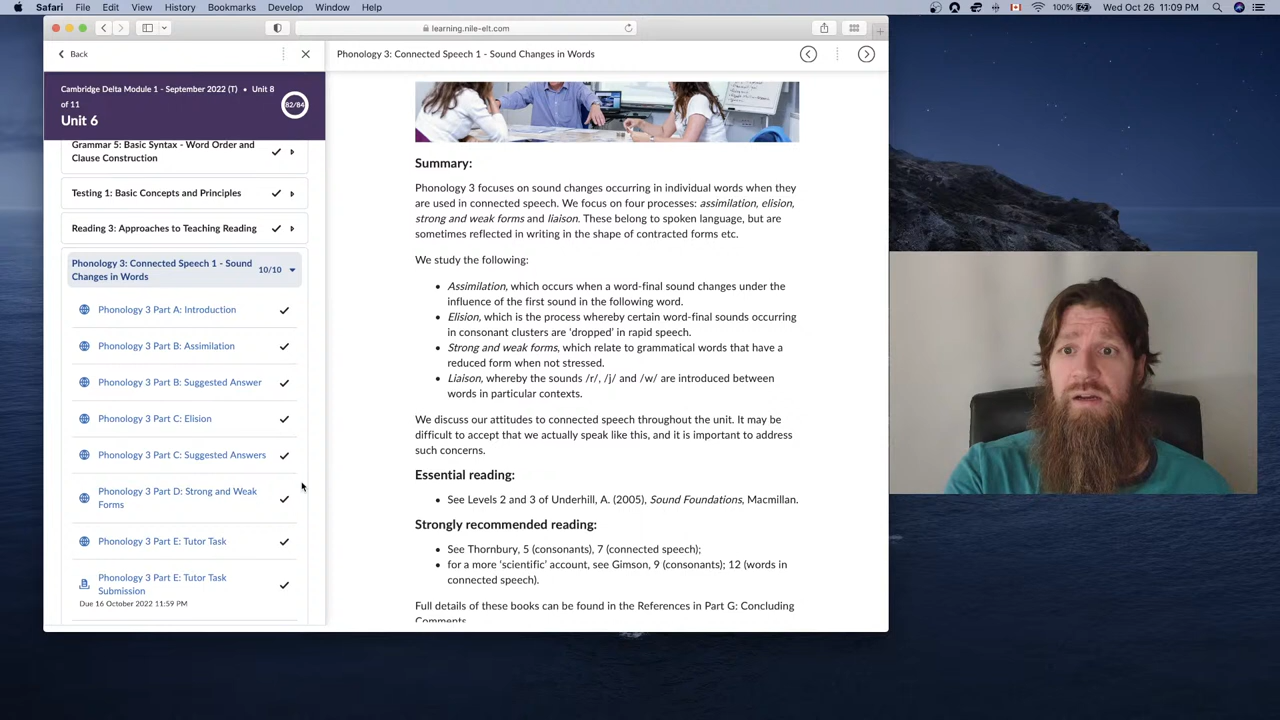 Safari File Edit View History Bookmarks Develop Window Help
100% Wed Oct 26 11:09 PM
learning.nile-elt.com
Back
Phonology 3: Connected Speech 1 - Sound Changes in Words
Cambridge Delta Module 1 - September 2022 (T) • Unit 8
of 11
82/84
Unit 6
Grammar 5: Basic Syntax - Word Order and
Clause Construction
Testing 1: Basic Concepts and Principles
Reading 3: Approaches to Teaching Reading
Phonology 3: Connected Speech 1 - Sound
Changes in Words
10/10
Phonology 3 Part A: Introduction
Phonology 3 Part B: Assimilation
Phonology 3 Part B: Suggested Answer
Phonology 3 Part C: Elision
Phonology 3 Part C: Suggested Answers
Phonology 3 Part D: Strong and Weak
Forms
Phonology 3 Part E: Tutor Task
Phonology 3 Part E: Tutor Task
Submission
Due 16 October 2022 11:59 PM
Summary:
Phonology 3 focuses on sound changes occurring in individual words when they
are used in connected speech. We focus on four processes: assimilation, elision,
strong and weak forms and liaison. These belong to spoken language, but are
sometimes reflected in writing in the shape of contracted forms etc.
We study the following:
• Assimilation, which occurs when a word-final sound changes under the
influence of the first sound in the following word.
• Elision, which is the process whereby certain word-final sounds occurring
in consonant clusters are ‘dropped’ in rapid speech.
• Strong and weak forms, which relate to grammatical words that have a
reduced form when not stressed.
• Liaison, whereby the sounds /r/, /j/ and /w/ are introduced between
words in particular contexts.
We discuss our attitudes to connected speech throughout the unit. It may be
difficult to accept that we actually speak like this, and it is important to address
such concerns.
Essential reading:
• See Levels 2 and 3 of Underhill, A. (2005), Sound Foundations, Macmillan.
Strongly recommended reading:
• See Thornbury, 5 (consonants), 7 (connected speech);
• for a more ‘scientific’ account, see Gimson, 9 (consonants); 12 (words in
connected speech).
Full details of these books can be found in the References in Part G: Concluding
Comments.